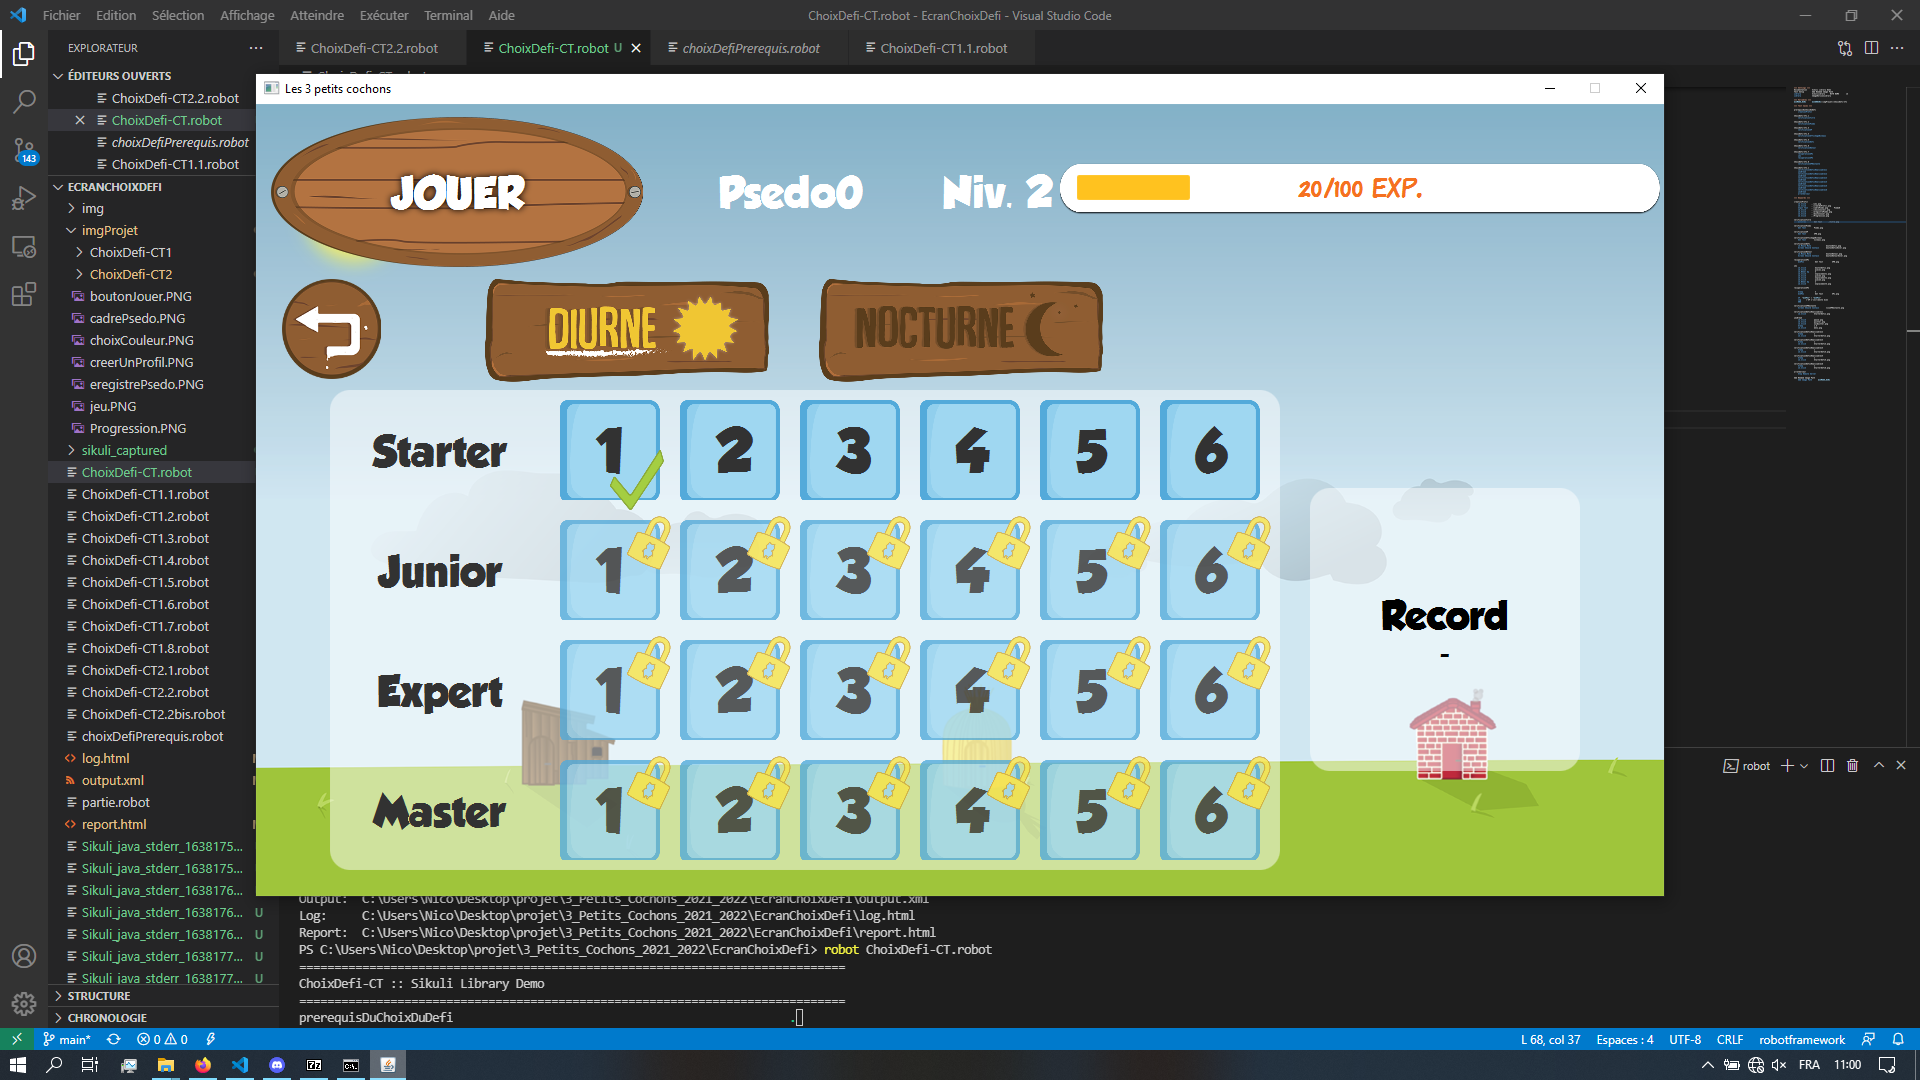 Fichier Edition Sélection Affichage Atteindre Exécuter Terminal Aide
ChoixDefi-CT.robot - EcranChoixDefi - Visual Studio Code
EXPLORATEUR
ChoixDefi-CT2.2.robot
ChoixDefi-CT.robot U
choixDefiPrerequis.robot
ChoixDefi-CT1.1.robot
ÉDITEURS OUVERTS
ChoixDefi-CT2.2.robot
ChoixDefi-CT.robot
choixDefiPrerequis.robot
ChoixDefi-CT1.1.robot
ECRANCHOIXDEFI
img
imgProjet
ChoixDefi-CT1
ChoixDefi-CT2
boutonJouer.PNG
cadrePsedo.PNG
choixCouleur.PNG
creerUnProfil.PNG
eregistrePsedo.PNG
jeu.PNG
Progression.PNG
sikuli_captured
ChoixDefi-CT.robot
ChoixDefi-CT1.1.robot
ChoixDefi-CT1.2.robot
ChoixDefi-CT1.3.robot
ChoixDefi-CT1.4.robot
ChoixDefi-CT1.5.robot
ChoixDefi-CT1.6.robot
ChoixDefi-CT1.7.robot
ChoixDefi-CT1.8.robot
ChoixDefi-CT2.1.robot
ChoixDefi-CT2.2.robot
ChoixDefi-CT2.2bis.robot
choixDefiPrerequis.robot
log.html
output.xml
partie.robot
report.html
Sikuli_java_stderr_1638175...
Sikuli_java_stderr_1638175...
Sikuli_java_stderr_1638176...
Sikuli_java_stderr_1638176... U
Sikuli_java_stderr_1638176... U
Sikuli_java_stderr_1638177... U
Sikuli_java_stderr_1638177... U
STRUCTURE
CHRONOLOGIE
143
Les 3 petits cochons
JOUER
Psedo0
Niv. 2
20/100 EXP.
DIURNE
NOCTURNE
Starter 1 2 3 4 5 6
Junior 1 2 3 4 5 6
Expert 1 2 3 4 5 6
Master 1 2 3 4 5 6
Record
-
robot
Output: C:\Users\Nico\Desktop\projet\3_Petits_Cochons_2021_2022\EcranChoixDefi\output.xml
Log: C:\Users\Nico\Desktop\projet\3_Petits_Cochons_2021_2022\EcranChoixDefi\log.html
Report: C:\Users\Nico\Desktop\projet\3_Petits_Cochons_2021_2022\EcranChoixDefi\report.html
PS C:\Users\Nico\Desktop\projet\3_Petits_Cochons_2021_2022\EcranChoixDefi> robot ChoixDefi-CT.robot
==============================================================================
ChoixDefi-CT :: Sikuli Library Demo
==============================================================================
prerequisDuChoixDuDefi .
main* 0 0
L 68, col 37 Espaces : 4 UTF-8 CRLF robotframework
FRA 11:00